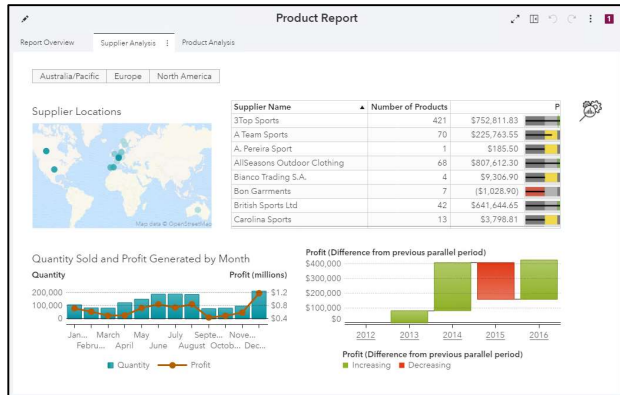 Product Report
1
Report Overview Supplier Analysis Product Analysis
Australia/Pacific Europe North America
Supplier Locations
Map data © OpenStreetMap
Supplier Name Number of Products P
3Top Sports 421 $752,811.83
A Team Sports 70 $225,763.55
A. Pereira Sport 1 $185.50
AllSeasons Outdoor Clothing 68 $807,612.30
Bianco Trading S.A. 4 $9,306.90
Bon Garrments 7 ($1,028.90)
British Sports Ltd 42 $641,644.65
Carolina Sports 13 $3,798.81
Quantity Sold and Profit Generated by Month
Quantity Profit (millions)
200,000 $1.2
100,000 $0.8
0 $0.4
Jan... March May July Septe... Nove...
Febru... April June August Octob... Dec...
Quantity Profit
Profit (Difference from previous parallel period)
$400,000
$300,000
$200,000
$100,000
$0
2012 2013 2014 2015 2016
Profit (Difference from previous parallel period)
Increasing Decreasing